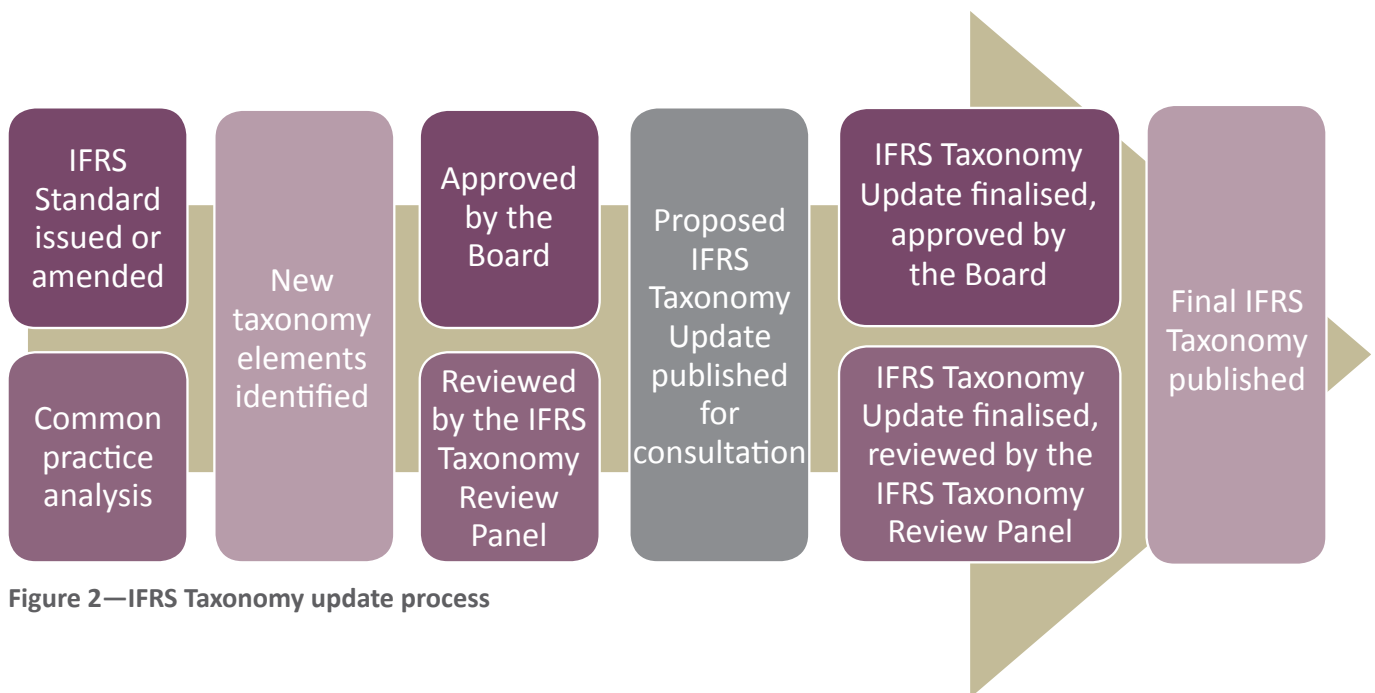 IFRS
Standard
issued or
amended
Common
practice
analysis
New
taxonomy
elements
identified
Approved
by the
Board
Reviewed
by the IFRS
Taxonomy
Review
Panel
Proposed
IFRS
Taxonomy
Update
published
for
consultation
IFRS Taxonomy
Update finalised,
approved by
the Board
IFRS Taxonomy
Update finalised,
reviewed by the
IFRS Taxonomy
Review Panel
Final IFRS
Taxonomy
published
Figure 2—IFRS Taxonomy update process